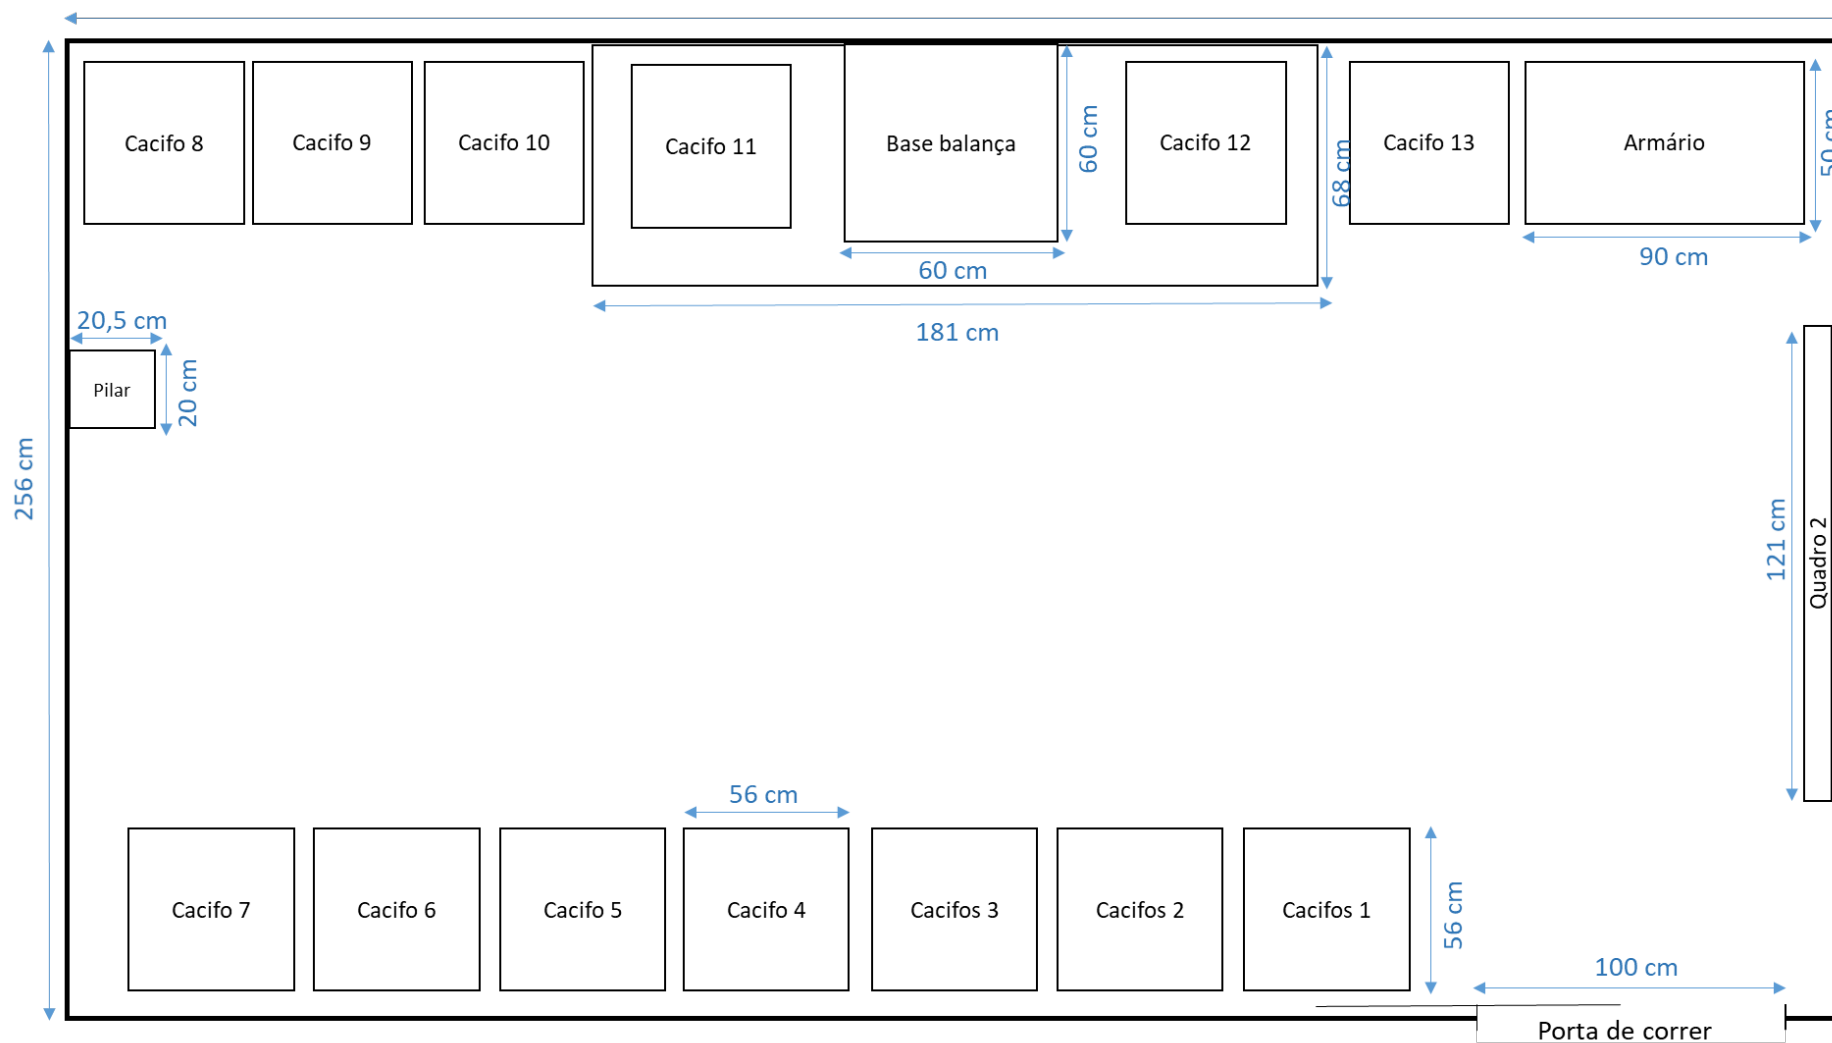 Cacifo 8
Cacifo 9
Cacifo 10
Cacifo 11
Base balança
60 cm
Cacifo 12
68 cm
Cacifo 13
Armário
50 cm
60 cm
90 cm
181 cm
20,5 cm
Pilar
20 cm
256 cm
121 cm
Quadro 2
56 cm
Cacifo 7
Cacifo 6
Cacifo 5
Cacifo 4
Cacifos 3
Cacifos 2
Cacifos 1
56 cm
100 cm
Porta de correr